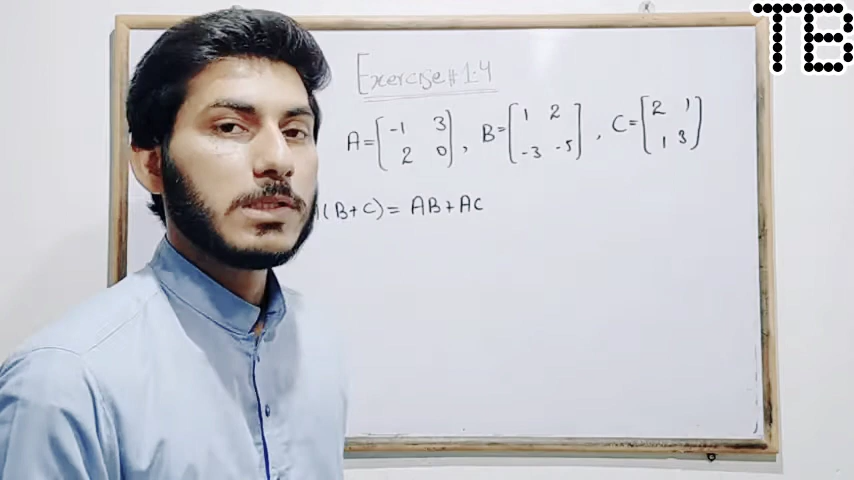 TB
Exercise# 1.4
A=[-1 3 2 0], B=[1 2 -3 -5], C=[2 1 1 3]
(B+C) = AB+AC